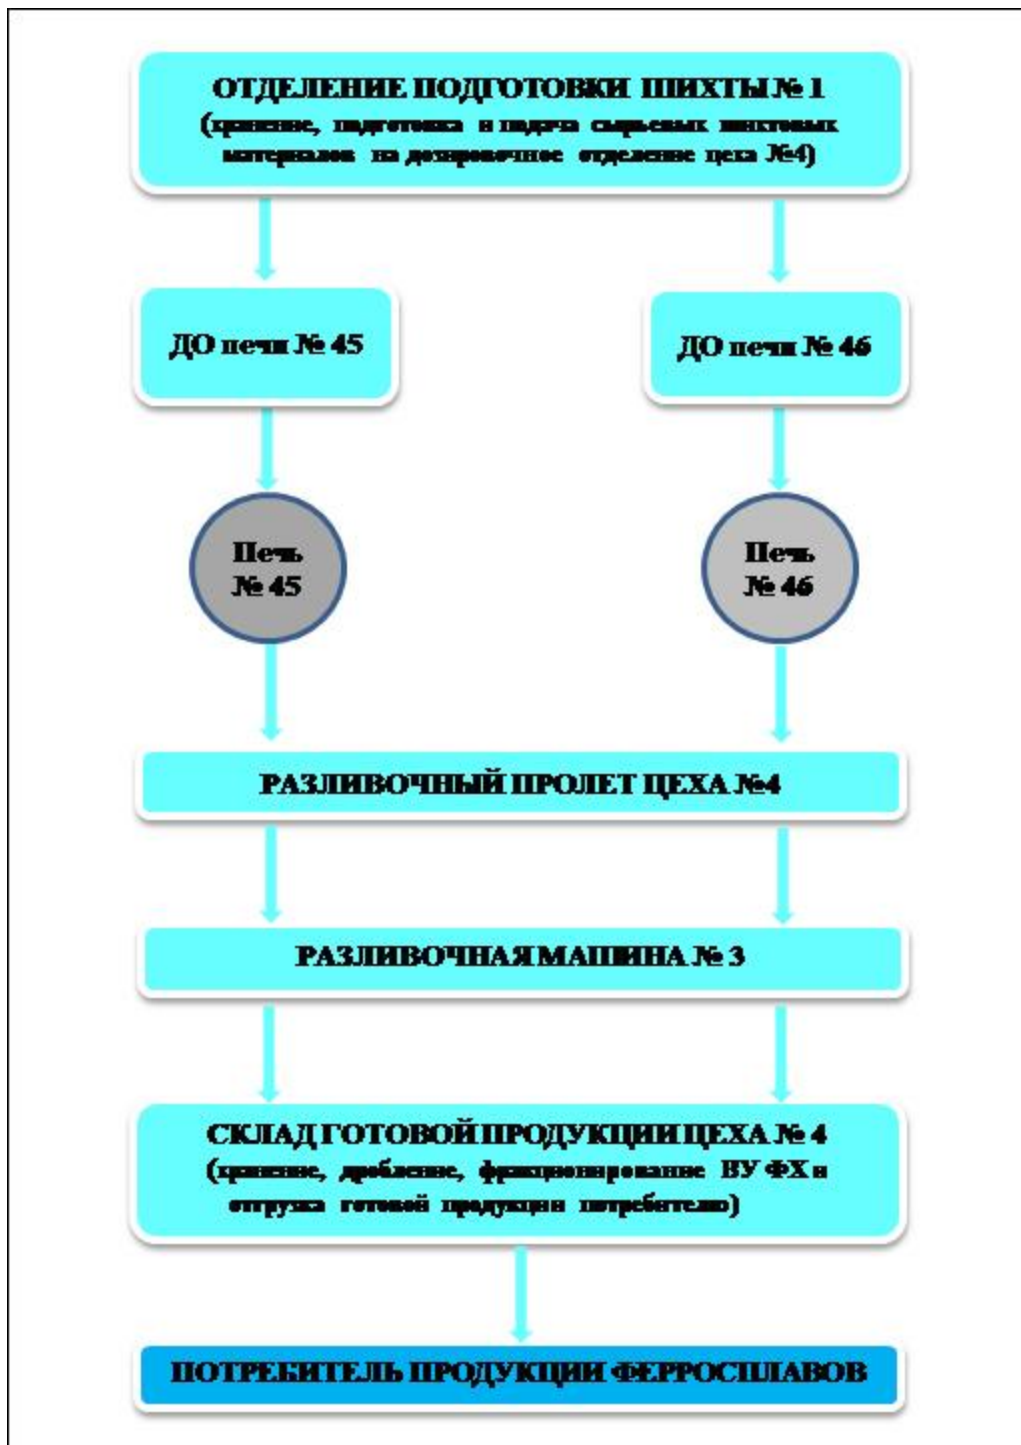 ОТДЕЛЕНИЕ ПОДГОТОВКИ ШИХТЫ № 1
(хранение, подготовка и подача сырьевых шихтовых
материалов на дозировочное отделение цеха №4)
ДО печи № 45
ДО печи № 46
Печь
№ 45
Печь
№ 46
РАЗЛИВОЧНЫЙ ПРОЛЕТ ЦЕХА №4
РАЗЛИВОЧНАЯ МАШИНА № 3
СКЛАД ГОТОВОЙ ПРОДУКЦИИ ЦЕХА № 4
(хранение, дробление, фракционирование ВУ ФХ и
отгрузка готовой продукции потребителю)
ПОТРЕБИТЕЛЬ ПРОДУКЦИИ ФЕРРОСПЛАВОВ